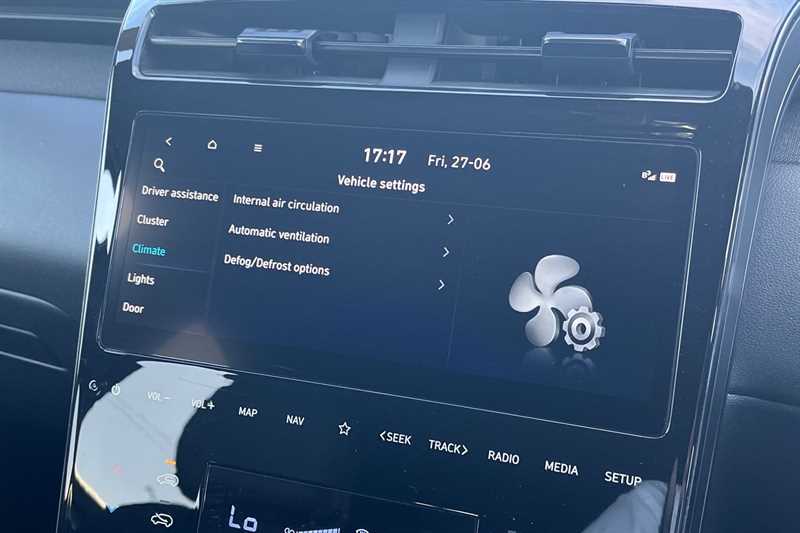 17:17 Fri, 27-06
LIVE
Vehicle settings
Driver assistance
Cluster
Climate
Lights
Door
Internal air circulation
Automatic ventilation
Defog/Defrost options
VOL– VOL+ MAP NAV ☆ <SEEK TRACK> RADIO MEDIA SETUP
Lo